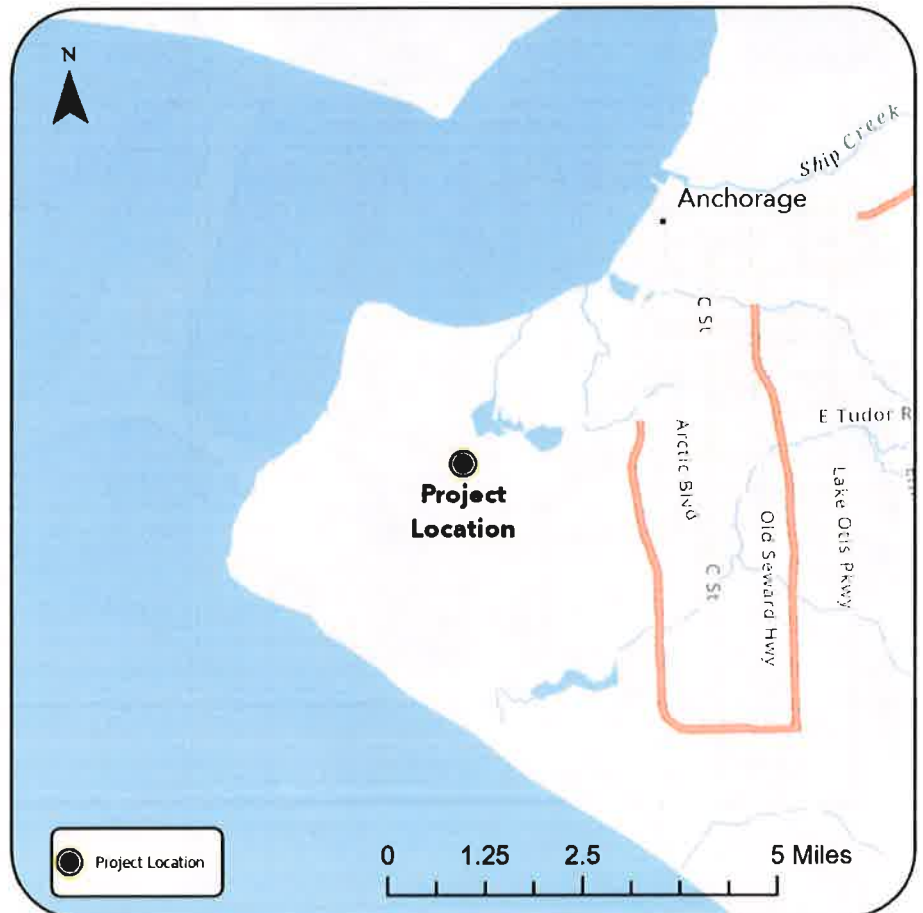 N
Ship Creek
Anchorage
C St
E Tudor R
Arctic Blvd
Lake Otis Pkwy
Project
Location
Old Seward Hwy
C St
Project Location
0 1.25 2.5 5 Miles